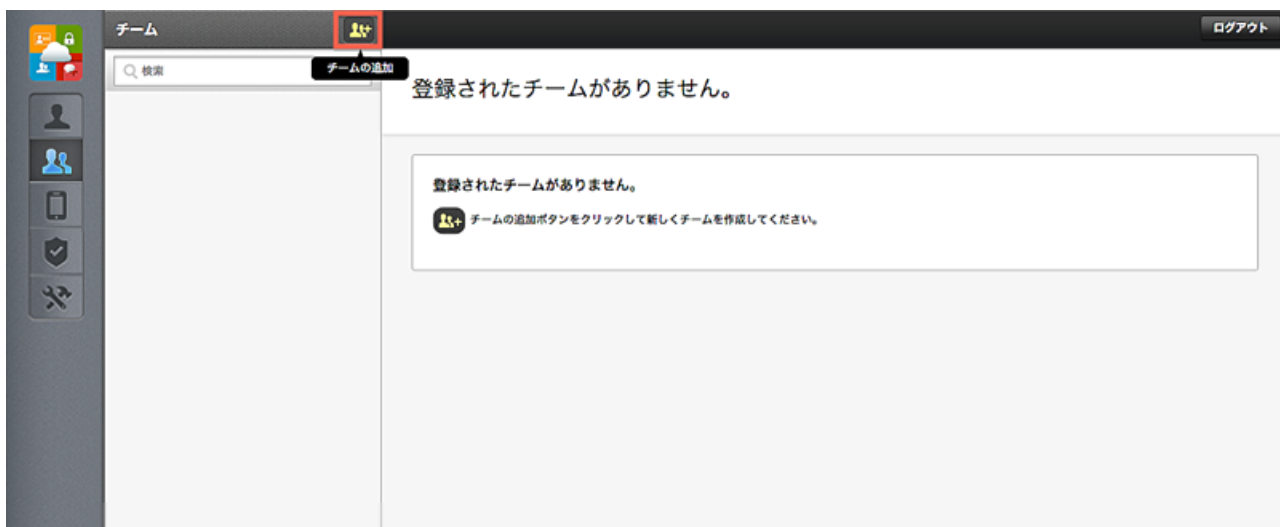 チーム
ログアウト
検索
チームの追加
登録されたチームがありません。
登録されたチームがありません。
チームの追加ボタンをクリックして新しくチームを作成してください。